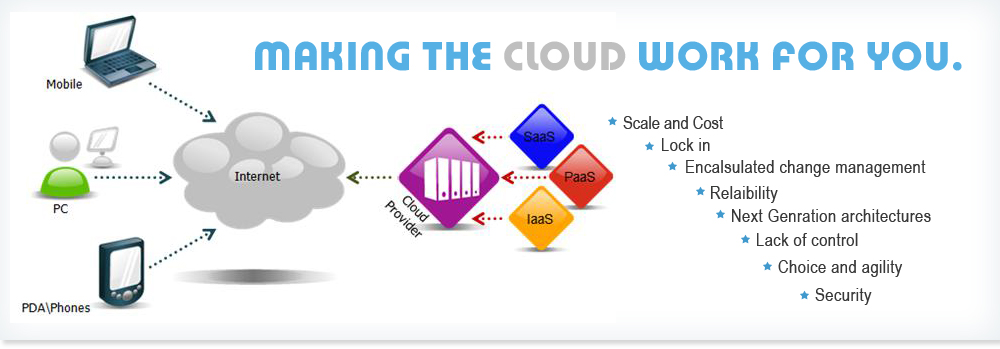 MAKING THE CLOUD WORK FOR YOU.
Mobile
PC
PDA\Phones
Internet
Cloud
Provider
SaaS
PaaS
IaaS
Scale and Cost
Lock in
Encalsulated change management
Relaibility
Next Genration architectures
Lack of control
Choice and agility
Security